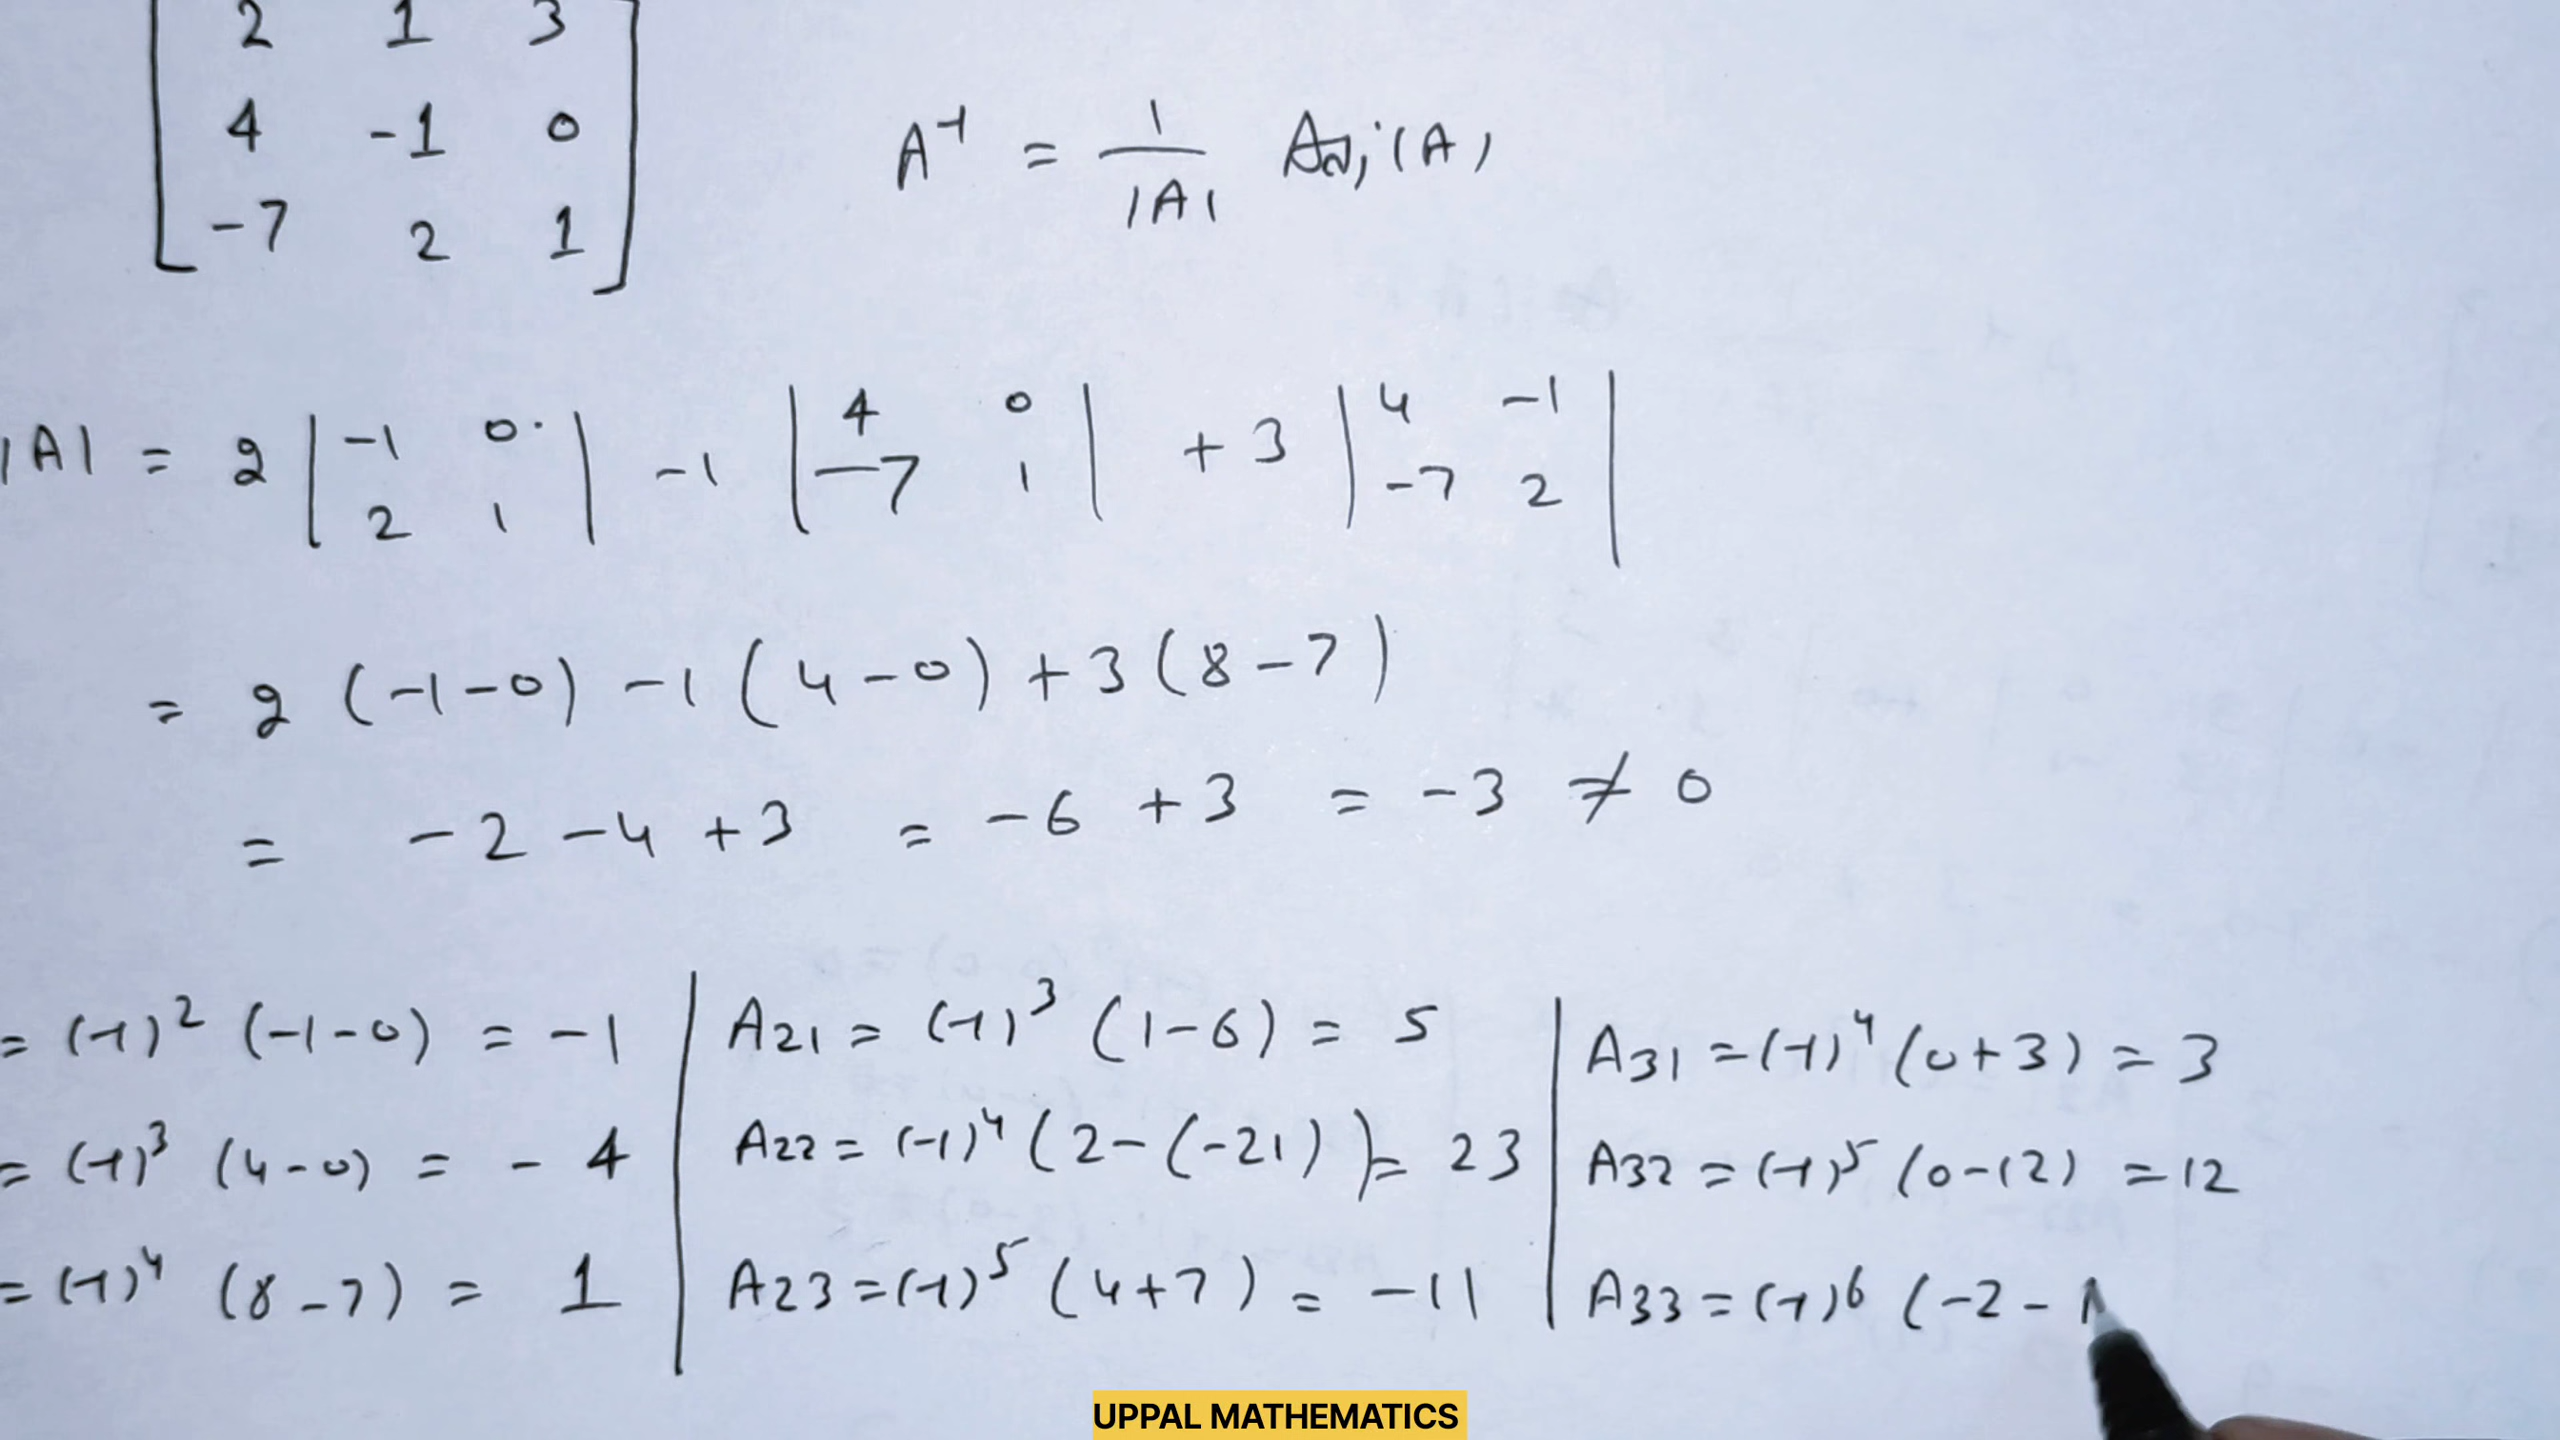 2 1 3
4 -1 0
-7 2 1
A⁻¹ = 1/|A| Adj(A)
|A| = 2 |-1 0 2 1| -1 |4 0 -7 1| + 3 |4 -1 -7 2|
= 2 (-1-0) -1 (4-0) + 3 (8-7)
= -2 -4 +3 = -6 +3 = -3 ≠ 0
= (-1)² (-1-0) = -1
= (-1)³ (4-0) = -4
= (-1)⁴ (8-7) = 1
A21 = (-1)³ (1-6) = 5
A22 = (-1)⁴ (2-(-21)) = 23
A23 = (-1)⁵ (4+7) = -11
A31 = (-1)⁴ (0+3) = 3
A32 = (-1)⁵ (0-12) = 12
A33 = (-1)⁶ (-2 -
UPPAL MATHEMATICS